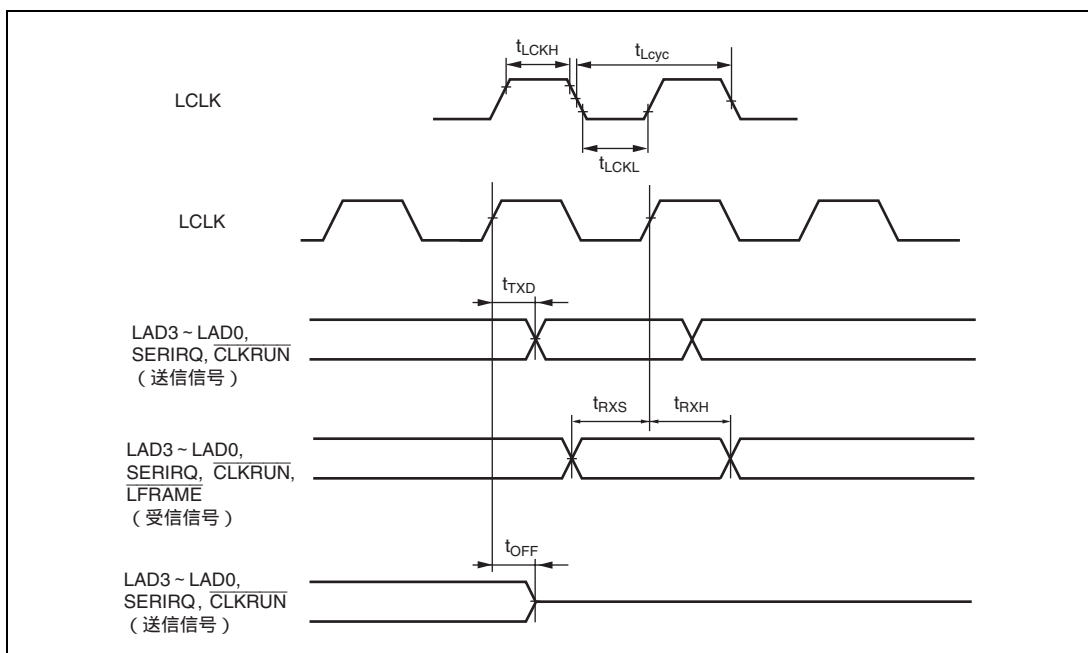 tLCKH
tLcyc
LCLK
tLCKL
LCLK
tTXD
LAD3 ~ LAD0,
SERIRQ, CLKRUN
（送信信号）
tRXS
tRXH
LAD3 ~ LAD0,
SERIRQ, CLKRUN,
LFRAME
（受信信号）
tOFF
LAD3 ~ LAD0,
SERIRQ, CLKRUN
（送信信号）